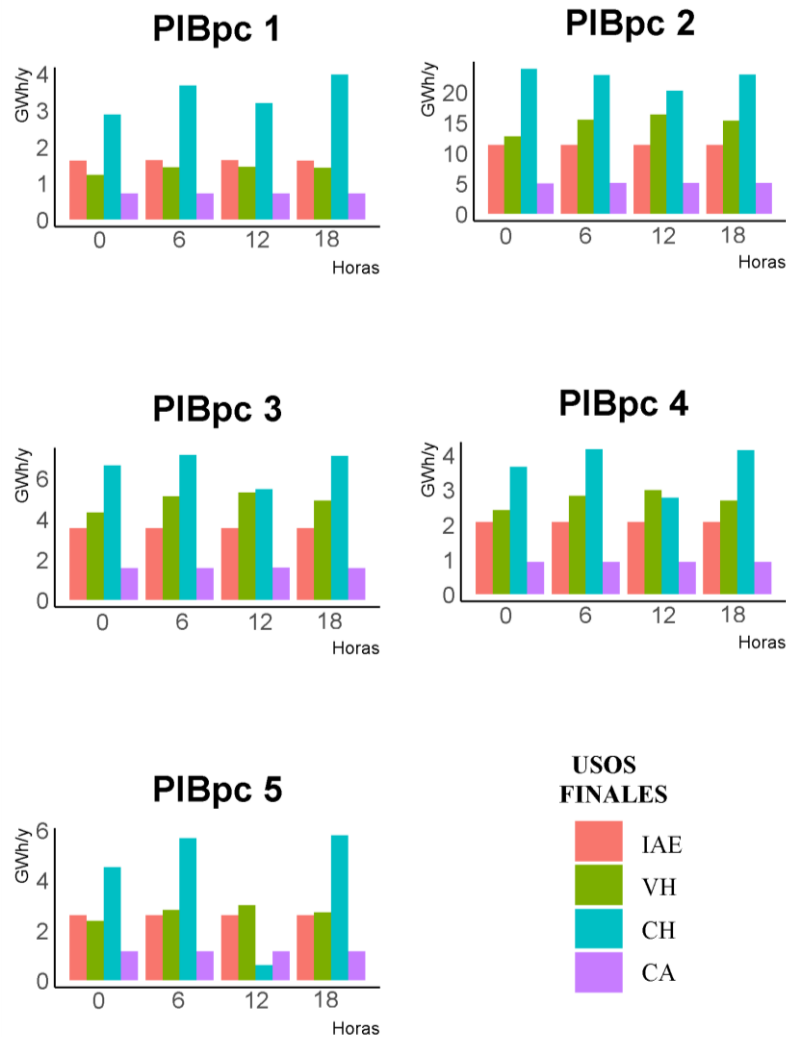 PIBpc 1
GWh/y
4
3
2
1
0
0 6 12 18
Horas
PIBpc 2
GWh/y
20
15
10
5
0
0 6 12 18
Horas
PIBpc 3
GWh/y
6
4
2
0
0 6 12 18
Horas
PIBpc 4
GWh/y
4
3
2
1
0
0 6 12 18
Horas
PIBpc 5
GWh/y
6
4
2
0
0 6 12 18
Horas
USOS
FINALES
IAE
VH
CH
CA